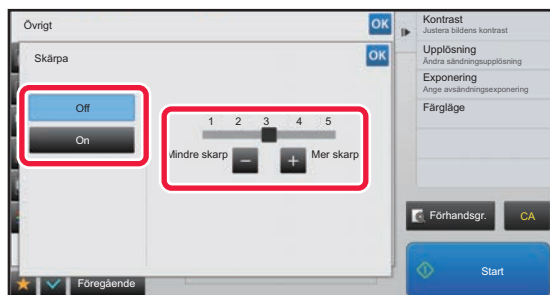 Övrigt
OK
Skärpa
OK
Off
On
1 2 3 4 5
Mindre skarp
Mer skarp
Föregående
Kontrast
Justera bildens kontrast
Upplösning
Ändra sändningsupplösning
Exponering
Ange avsändningsexponering
Färgläge
Förhandsgr.
CA
Start